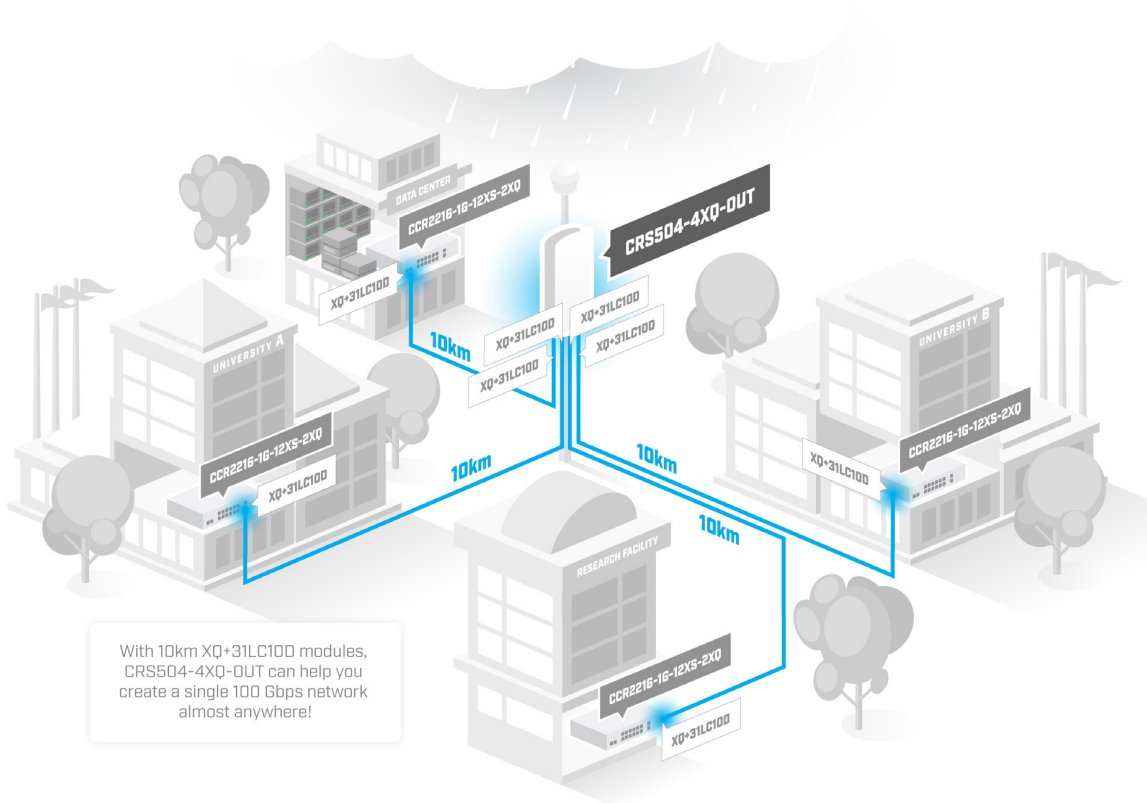 DATA CENTER
CCR2216-1G-12XS-2XQ
CRS504-4XQ-OUT
XQ+31LC10D
XQ+31LC10D
XQ+31LC10D
XQ+31LC10D
XQ+31LC10D
10km
UNIVERSITY A
CCR2216-1G-12XS-2XQ
XQ+31LC10D
10km
UNIVERSITY B
CCR2216-1G-12XS-2XQ
XQ+31LC10D
10km
10km
RESEARCH FACILITY
CCR2216-1G-12XS-2XQ
XQ+31LC10D
With 10km XQ+31LC10D modules,
CRS504-4XQ-OUT can help you
create a single 100 Gbps network
almost anywhere!